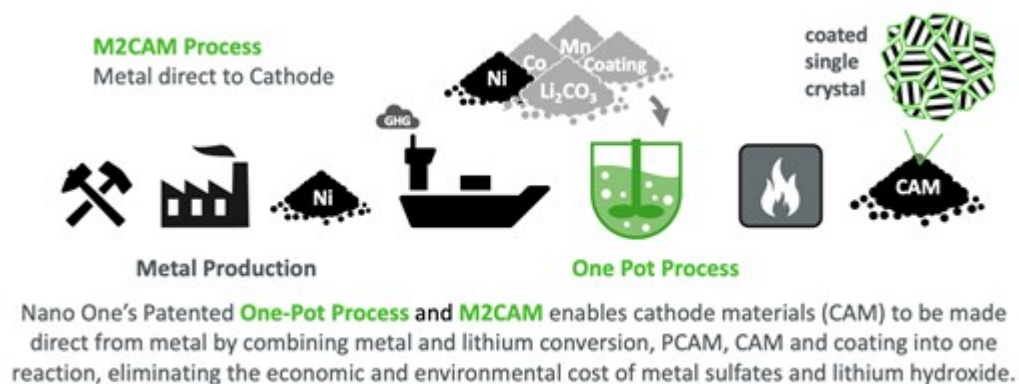 M2CAM Process
Metal direct to Cathode
Mn
Co
Coating
Ni
Li₂CO₃
coated
single
crystal
GHG
Ni
CAM
Metal Production
One Pot Process
Nano One's Patented One-Pot Process and M2CAM enables cathode materials (CAM) to be made
direct from metal by combining metal and lithium conversion, PCAM, CAM and coating into one
reaction, eliminating the economic and environmental cost of metal sulfates and lithium hydroxide.